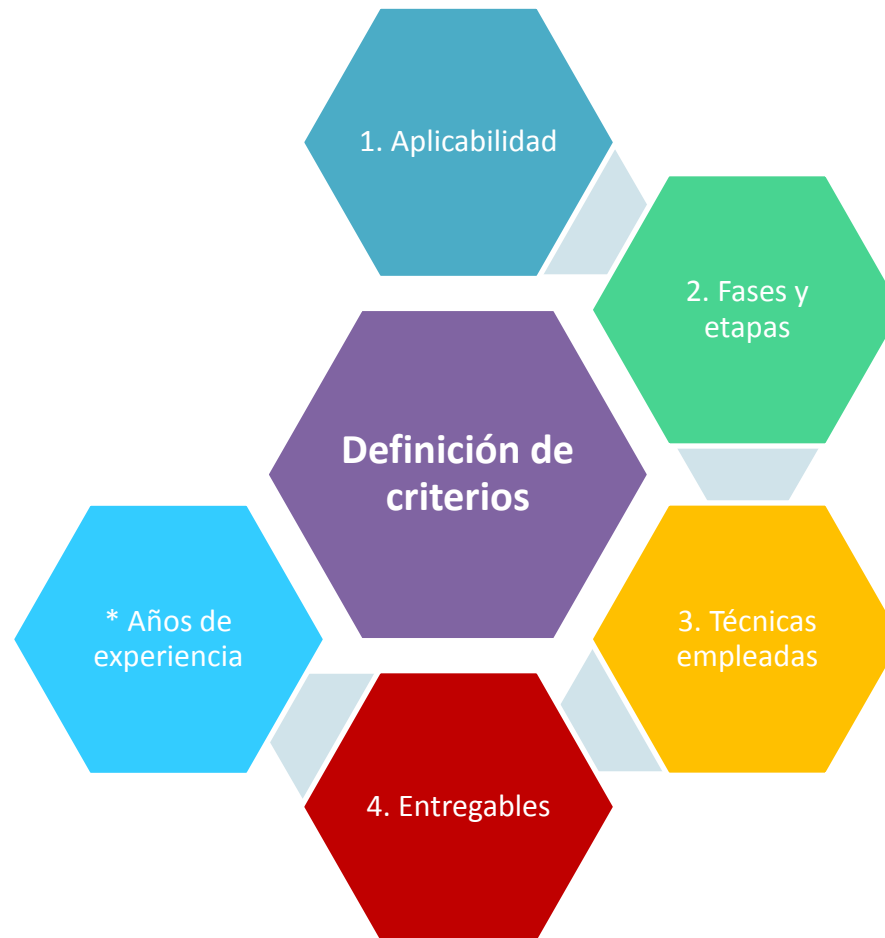 1. Aplicabilidad
2. Fases y
etapas
Definición de
criterios
* Años de
experiencia
3. Técnicas
empleadas
4. Entregables